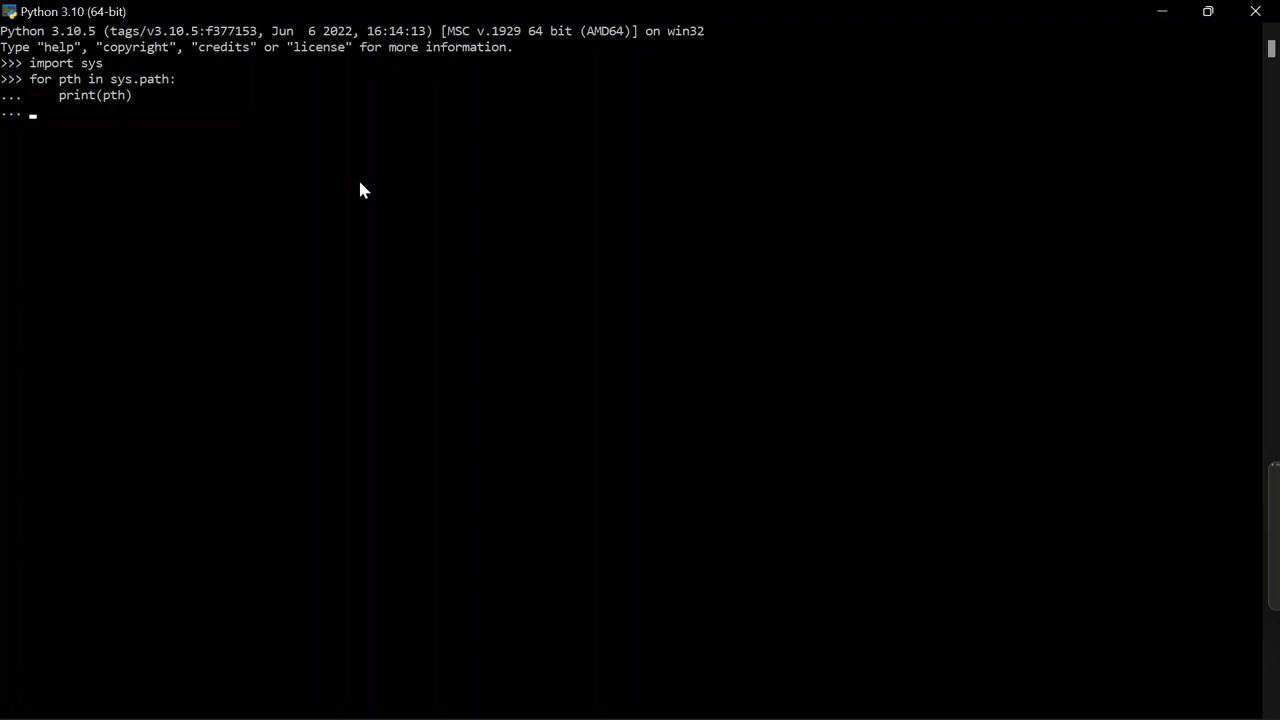 Python 3.10 (64-bit)
Python 3.10.5 (tags/v3.10.5:f377153, Jun  6 2022, 16:14:13) [MSC v.1929 64 bit (AMD64)] on win32
Type "help", "copyright", "credits" or "license" for more information.
>>> import sys
>>> for pth in sys.path:
...     print(pth)
...